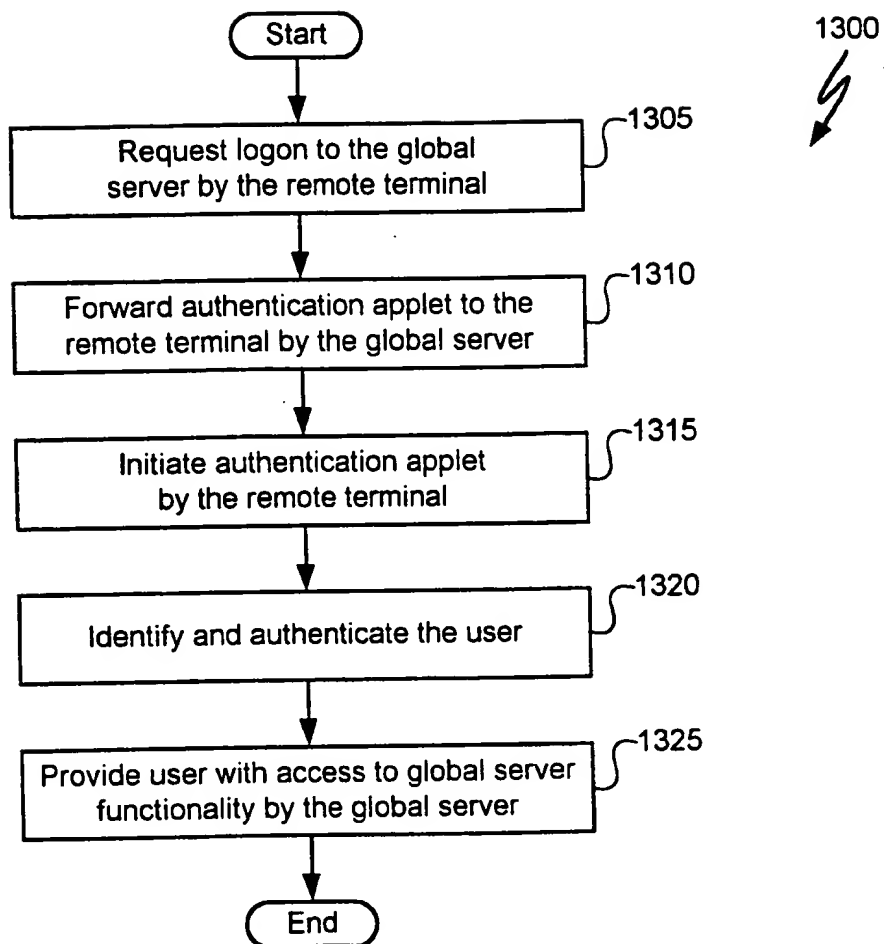 Start
1300
1305
Request logon to the global
server by the remote terminal
1310
Forward authentication applet to the
remote terminal by the global server
1315
Initiate authentication applet
by the remote terminal
1320
Identify and authenticate the user
1325
Provide user with access to global server
functionality by the global server
End